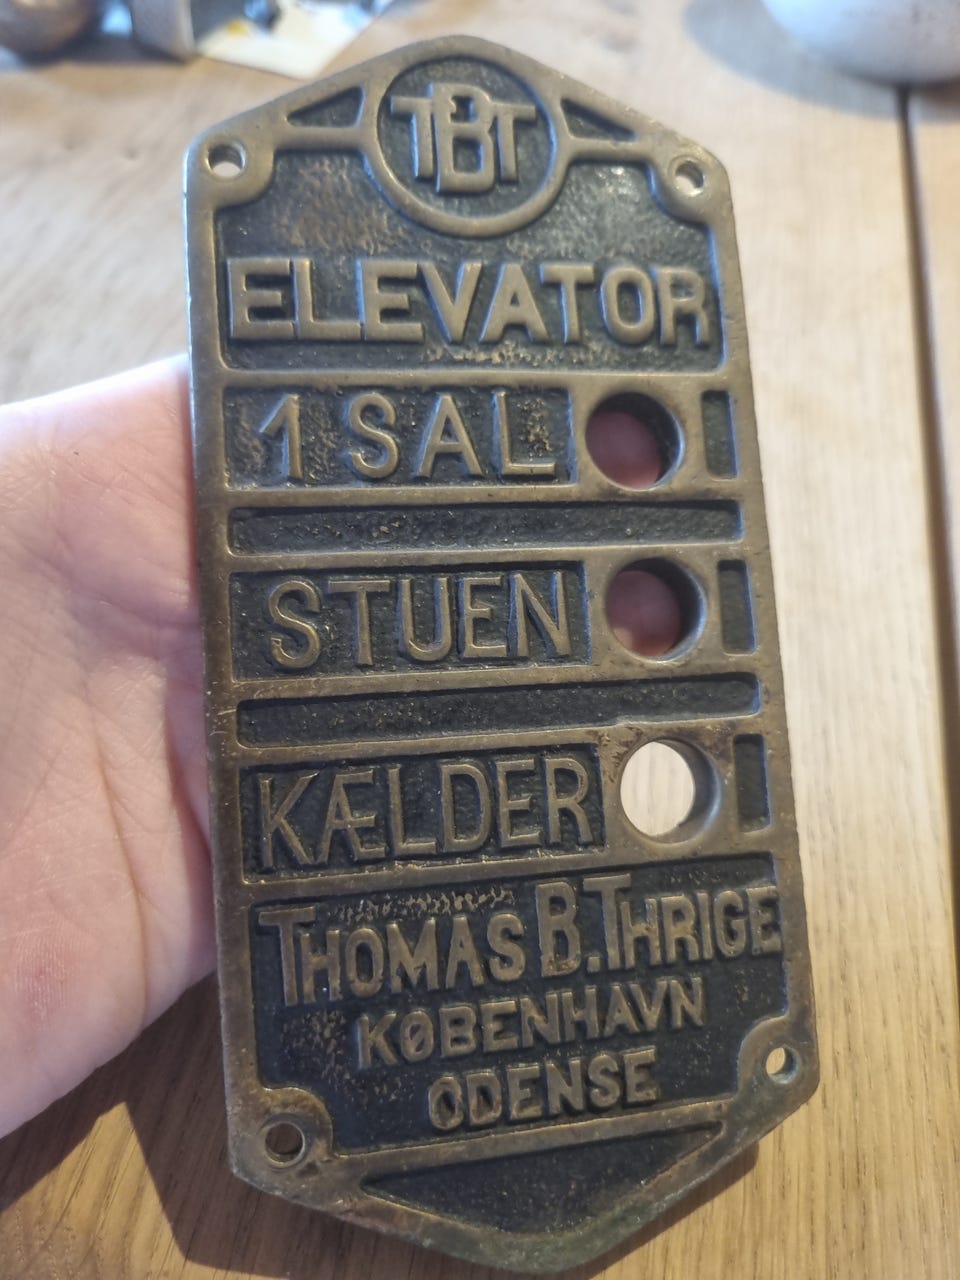 TBT
ELEVATOR
1 SAL
STUEN
KÆLDER
THOMAS B. THRIGE
KØBENHAVN
ODENSE